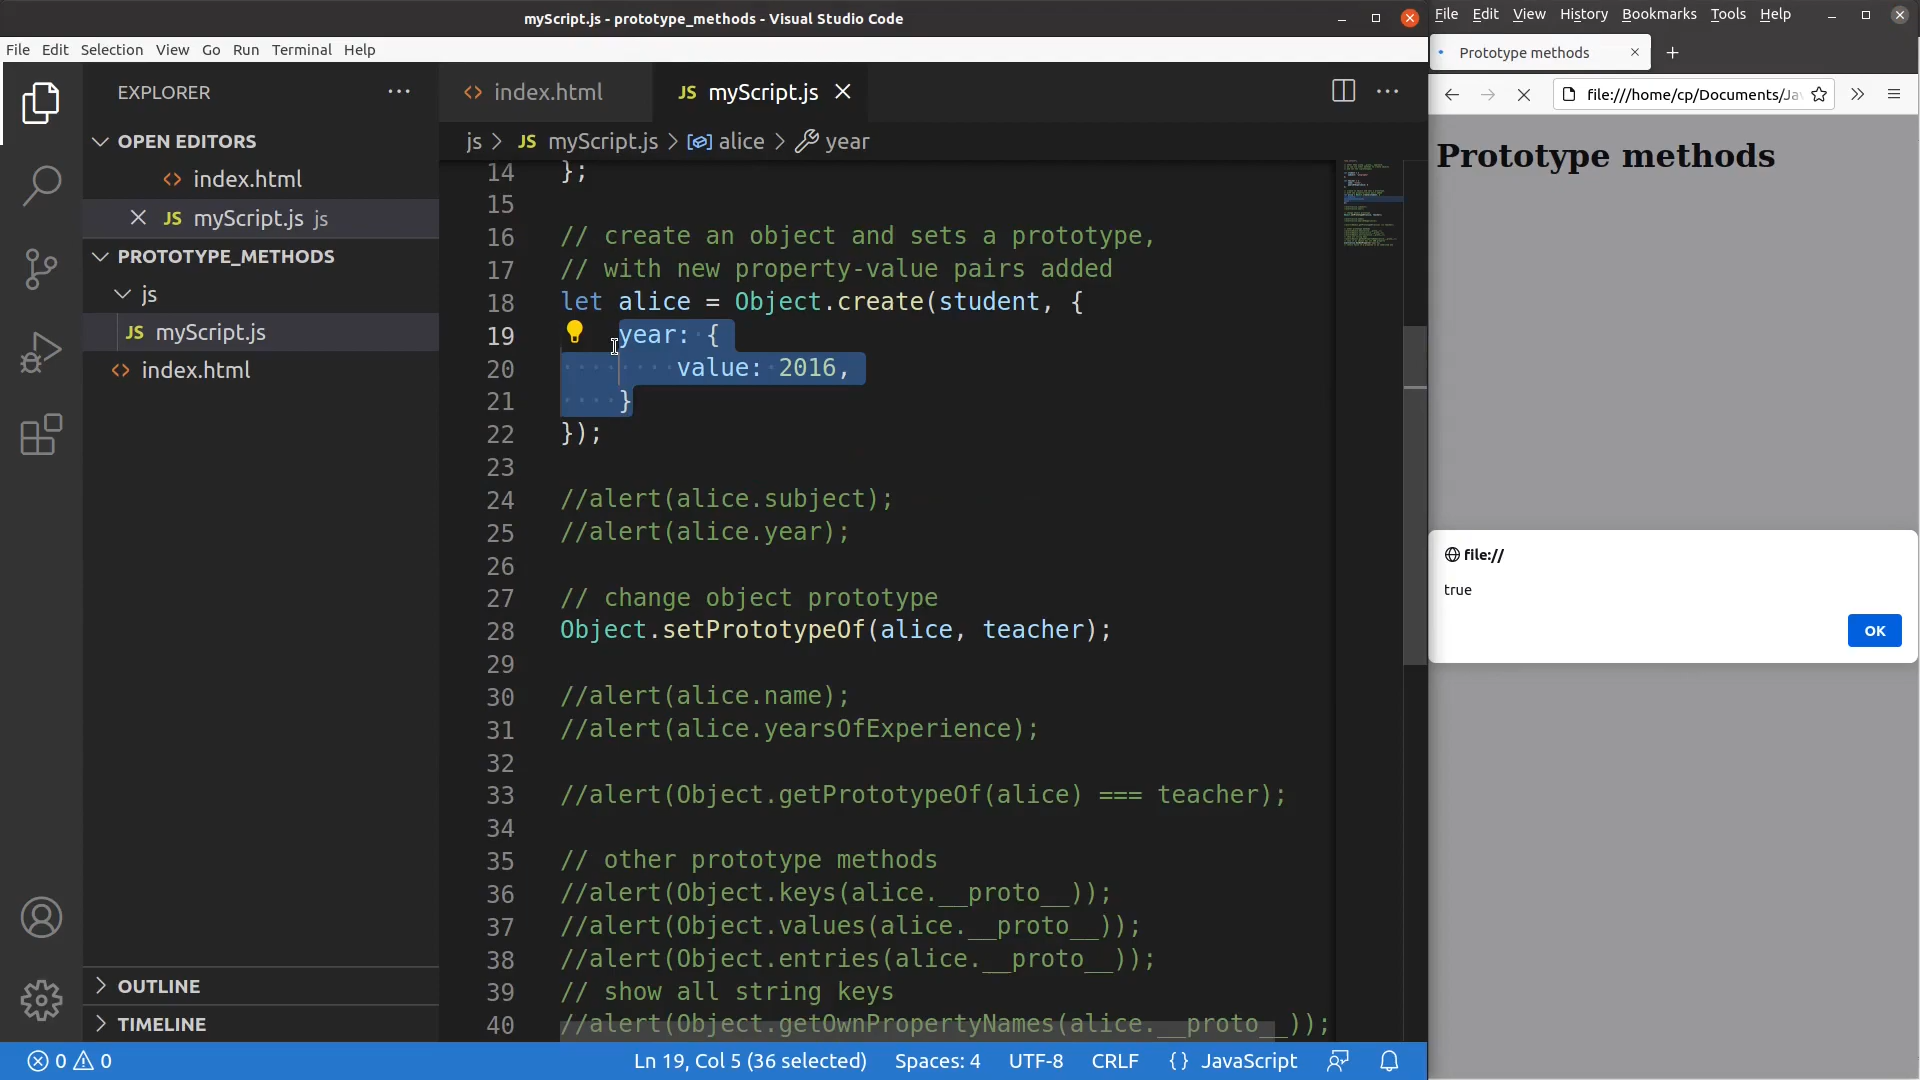 myScript.js - prototype_methods - Visual Studio Code
File Edit Selection View Go Run Terminal Help
EXPLORER
OPEN EDITORS
index.html
myScript.js js
PROTOTYPE_METHODS
js
JS myScript.js
index.html
OUTLINE
TIMELINE
index.html
JS myScript.js
js > JS myScript.js > alice > year
14 };
15
16 // create an object and sets a prototype,
17 // with new property-value pairs added
18 let alice = Object.create(student, {
19 year: {
20 value: 2016,
21 }
22 });
23
24 //alert(alice.subject);
25 //alert(alice.year);
26
27 // change object prototype
28 Object.setPrototypeOf(alice, teacher);
29
30 //alert(alice.name);
31 //alert(alice.yearsOfExperience);
32
33 //alert(Object.getPrototypeOf(alice) === teacher);
34
35 // other prototype methods
36 //alert(Object.keys(alice.__proto__));
37 //alert(Object.values(alice.__proto__));
38 //alert(Object.entries(alice.__proto__));
39 // show all string keys
40 //alert(Object.getOwnPropertyNames(alice.__proto__));
0 0 Ln 19, Col 5 (36 selected) Spaces: 4 UTF-8 CRLF {} JavaScript
File Edit View History Bookmarks Tools Help
Prototype methods
file:///home/cp/Documents/Ja
Prototype methods
file://
true
OK